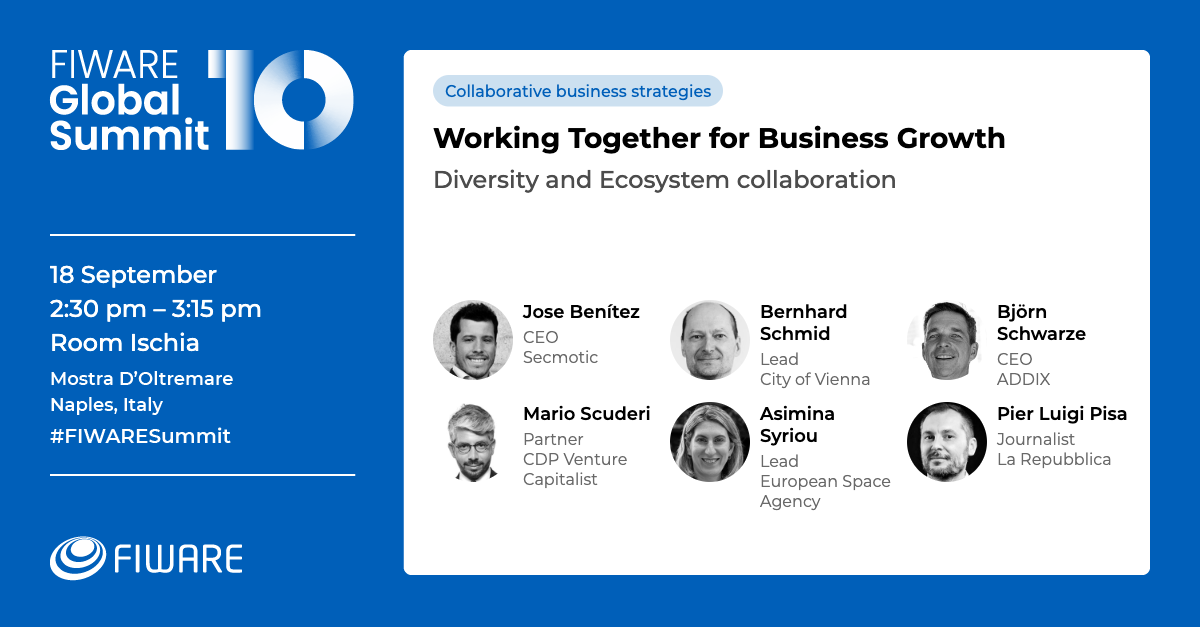 FIWARE
Global
Summit
10
18 September
2:30 pm – 3:15 pm
Room Ischia
Mostra D’Oltremare
Naples, Italy
#FIWARESummit
FIWARE
Collaborative business strategies
Working Together for Business Growth
Diversity and Ecosystem collaboration
Jose Benítez
CEO
Secmotic
Bernhard
Schmid
Lead
City of Vienna
Björn
Schwarze
CEO
ADDIX
Mario Scuderi
Partner
CDP Venture
Capitalist
Asimina
Syriou
Lead
European Space
Agency
Pier Luigi Pisa
Journalist
La Repubblica